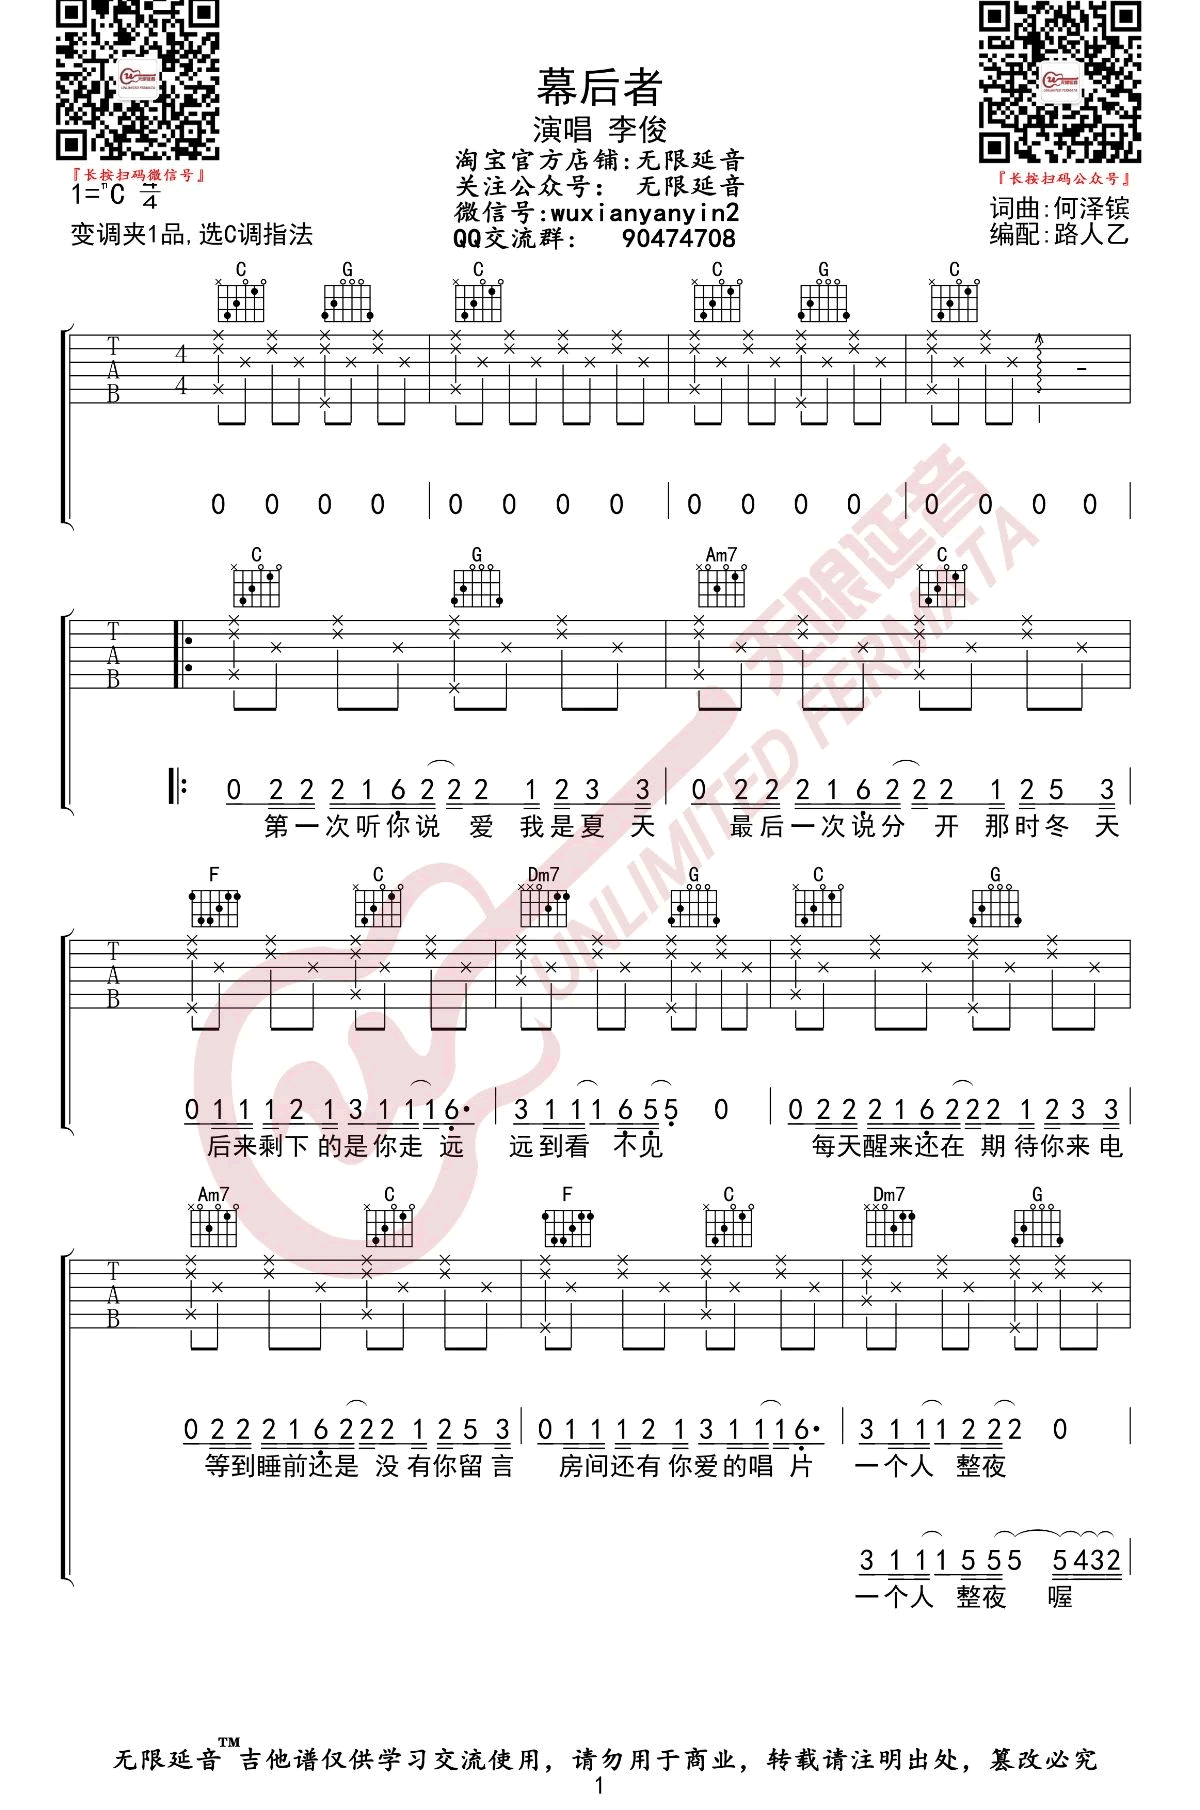 幕后者
演唱 李俊
淘宝官方店铺:无限延音
关注公众号: 无限延音
微信号:wuxianyanyin2
QQ交流群: 90474708
『长按扫码微信号』
『长按扫码公众号』
1=#C 4/4
变调夹1品,选C调指法
词曲:何泽镔
编配:路人乙
C G C C G C
T A B 4 4
0 0 0 0 0 0 0 0 0 0 0 0 0 0 0 0
C G Am7 C
T A B
0 2 2 2 1 6 2 2 2 1 2 3 3 0 2 2 2 1 6 2 2 2 1 2 5 3
第一次听你说 爱 我是夏 天 最后一次说分 开 那时冬 天
F C Dm7 G C G
T A B
0 1 1 1 2 1 3 1 1 1 6· 3 1 1 1 6 5 5 0 0 2 2 2 1 6 2 2 2 1 2 3 3
后来剩下 的是你走 远 远到看 不见 每天醒来还在 期待你来 电
Am7 C F C Dm7 G
T A B
0 2 2 2 1 6 2 2 2 1 2 5 3 0 1 1 1 2 1 3 1 1 1 6· 3 1 1 1 2 2 2 0
等到睡前还是 没有你留言 房间还有你爱的唱 片 一个人 整夜
3 1 1 1 5 5 5 5 4 3 2
一个人 整夜 喔
无限延音
UNLIMITED FERMATA
无限延音™吉他谱仅供学习交流使用，请勿用于商业，转载请注明出处，篡改必究
1